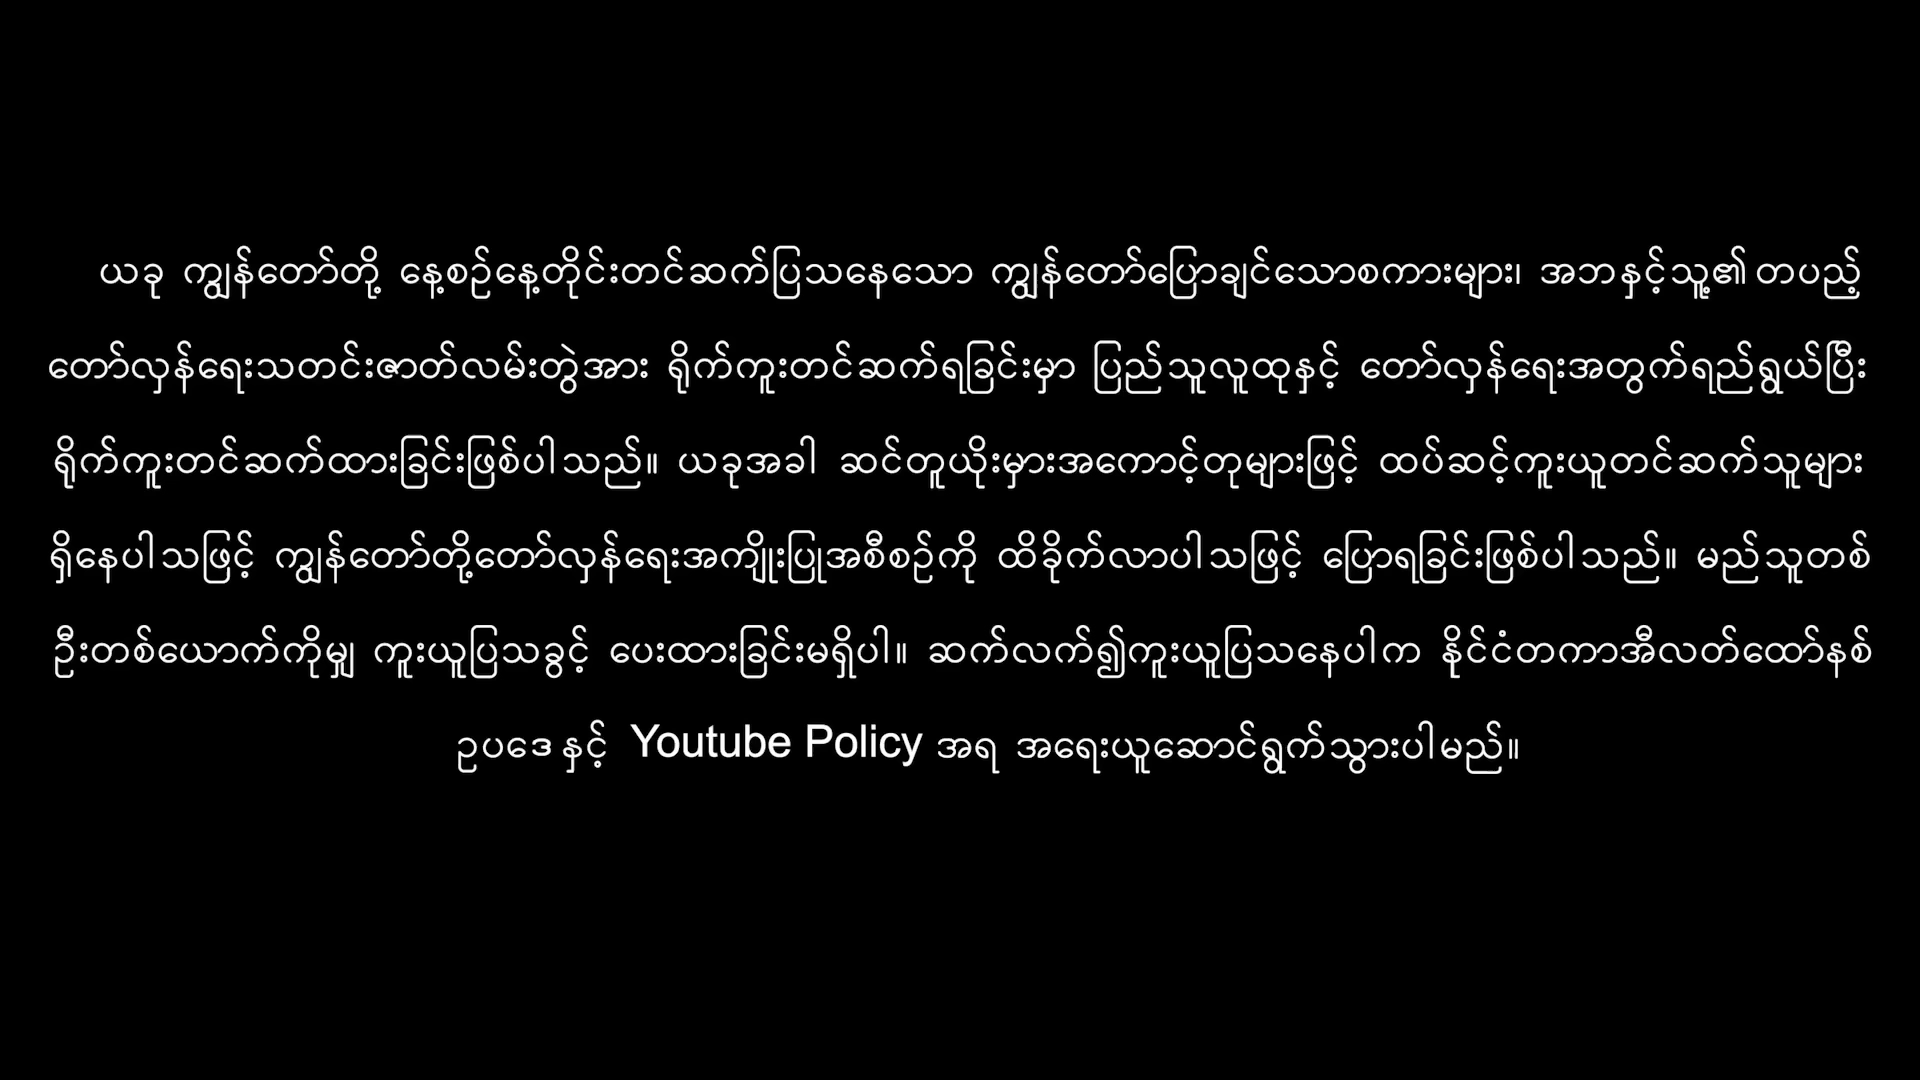 ယခု ကျွန်တော်တို့ နေ့စဉ်နေ့တိုင်းတင်ဆက်ပြသနေသော ကျွန်တော်ပြောချင်သောစကားများ၊ အဘနှင့်သူ့၏ တပည့်
တော်လှန်ရေးသတင်းဇာတ်လမ်းတွဲအား ရိုက်ကူးတင်ဆက်ရခြင်းမှာ ပြည်သူလူထုနှင့် တော်လှန်ရေးအတွက်ရည်ရွယ်ပြီး
ရိုက်ကူးတင်ဆက်ထားခြင်းဖြစ်ပါသည်။ ယခုအခါ ဆင်တူယိုးမှားအကောင့်တုများဖြင့် ထပ်ဆင့်ကူးယူတင်ဆက်သူများ
ရှိနေပါသဖြင့် ကျွန်တော်တို့တော်လှန်ရေးအကျိုးပြုအစီစဉ်ကို ထိခိုက်လာပါသဖြင့် ပြောရခြင်းဖြစ်ပါသည်။ မည်သူတစ်
ဦးတစ်ယောက်ကိုမျှ ကူးယူပြသခွင့် ပေးထားခြင်းမရှိပါ။ ဆက်လက်၍ကူးယူပြသနေပါက နိုင်ငံတကာအီလတ်ထော်နစ်
ဥပဒေနှင့် Youtube Policy အရ အရေးယူဆောင်ရွက်သွားပါမည်။